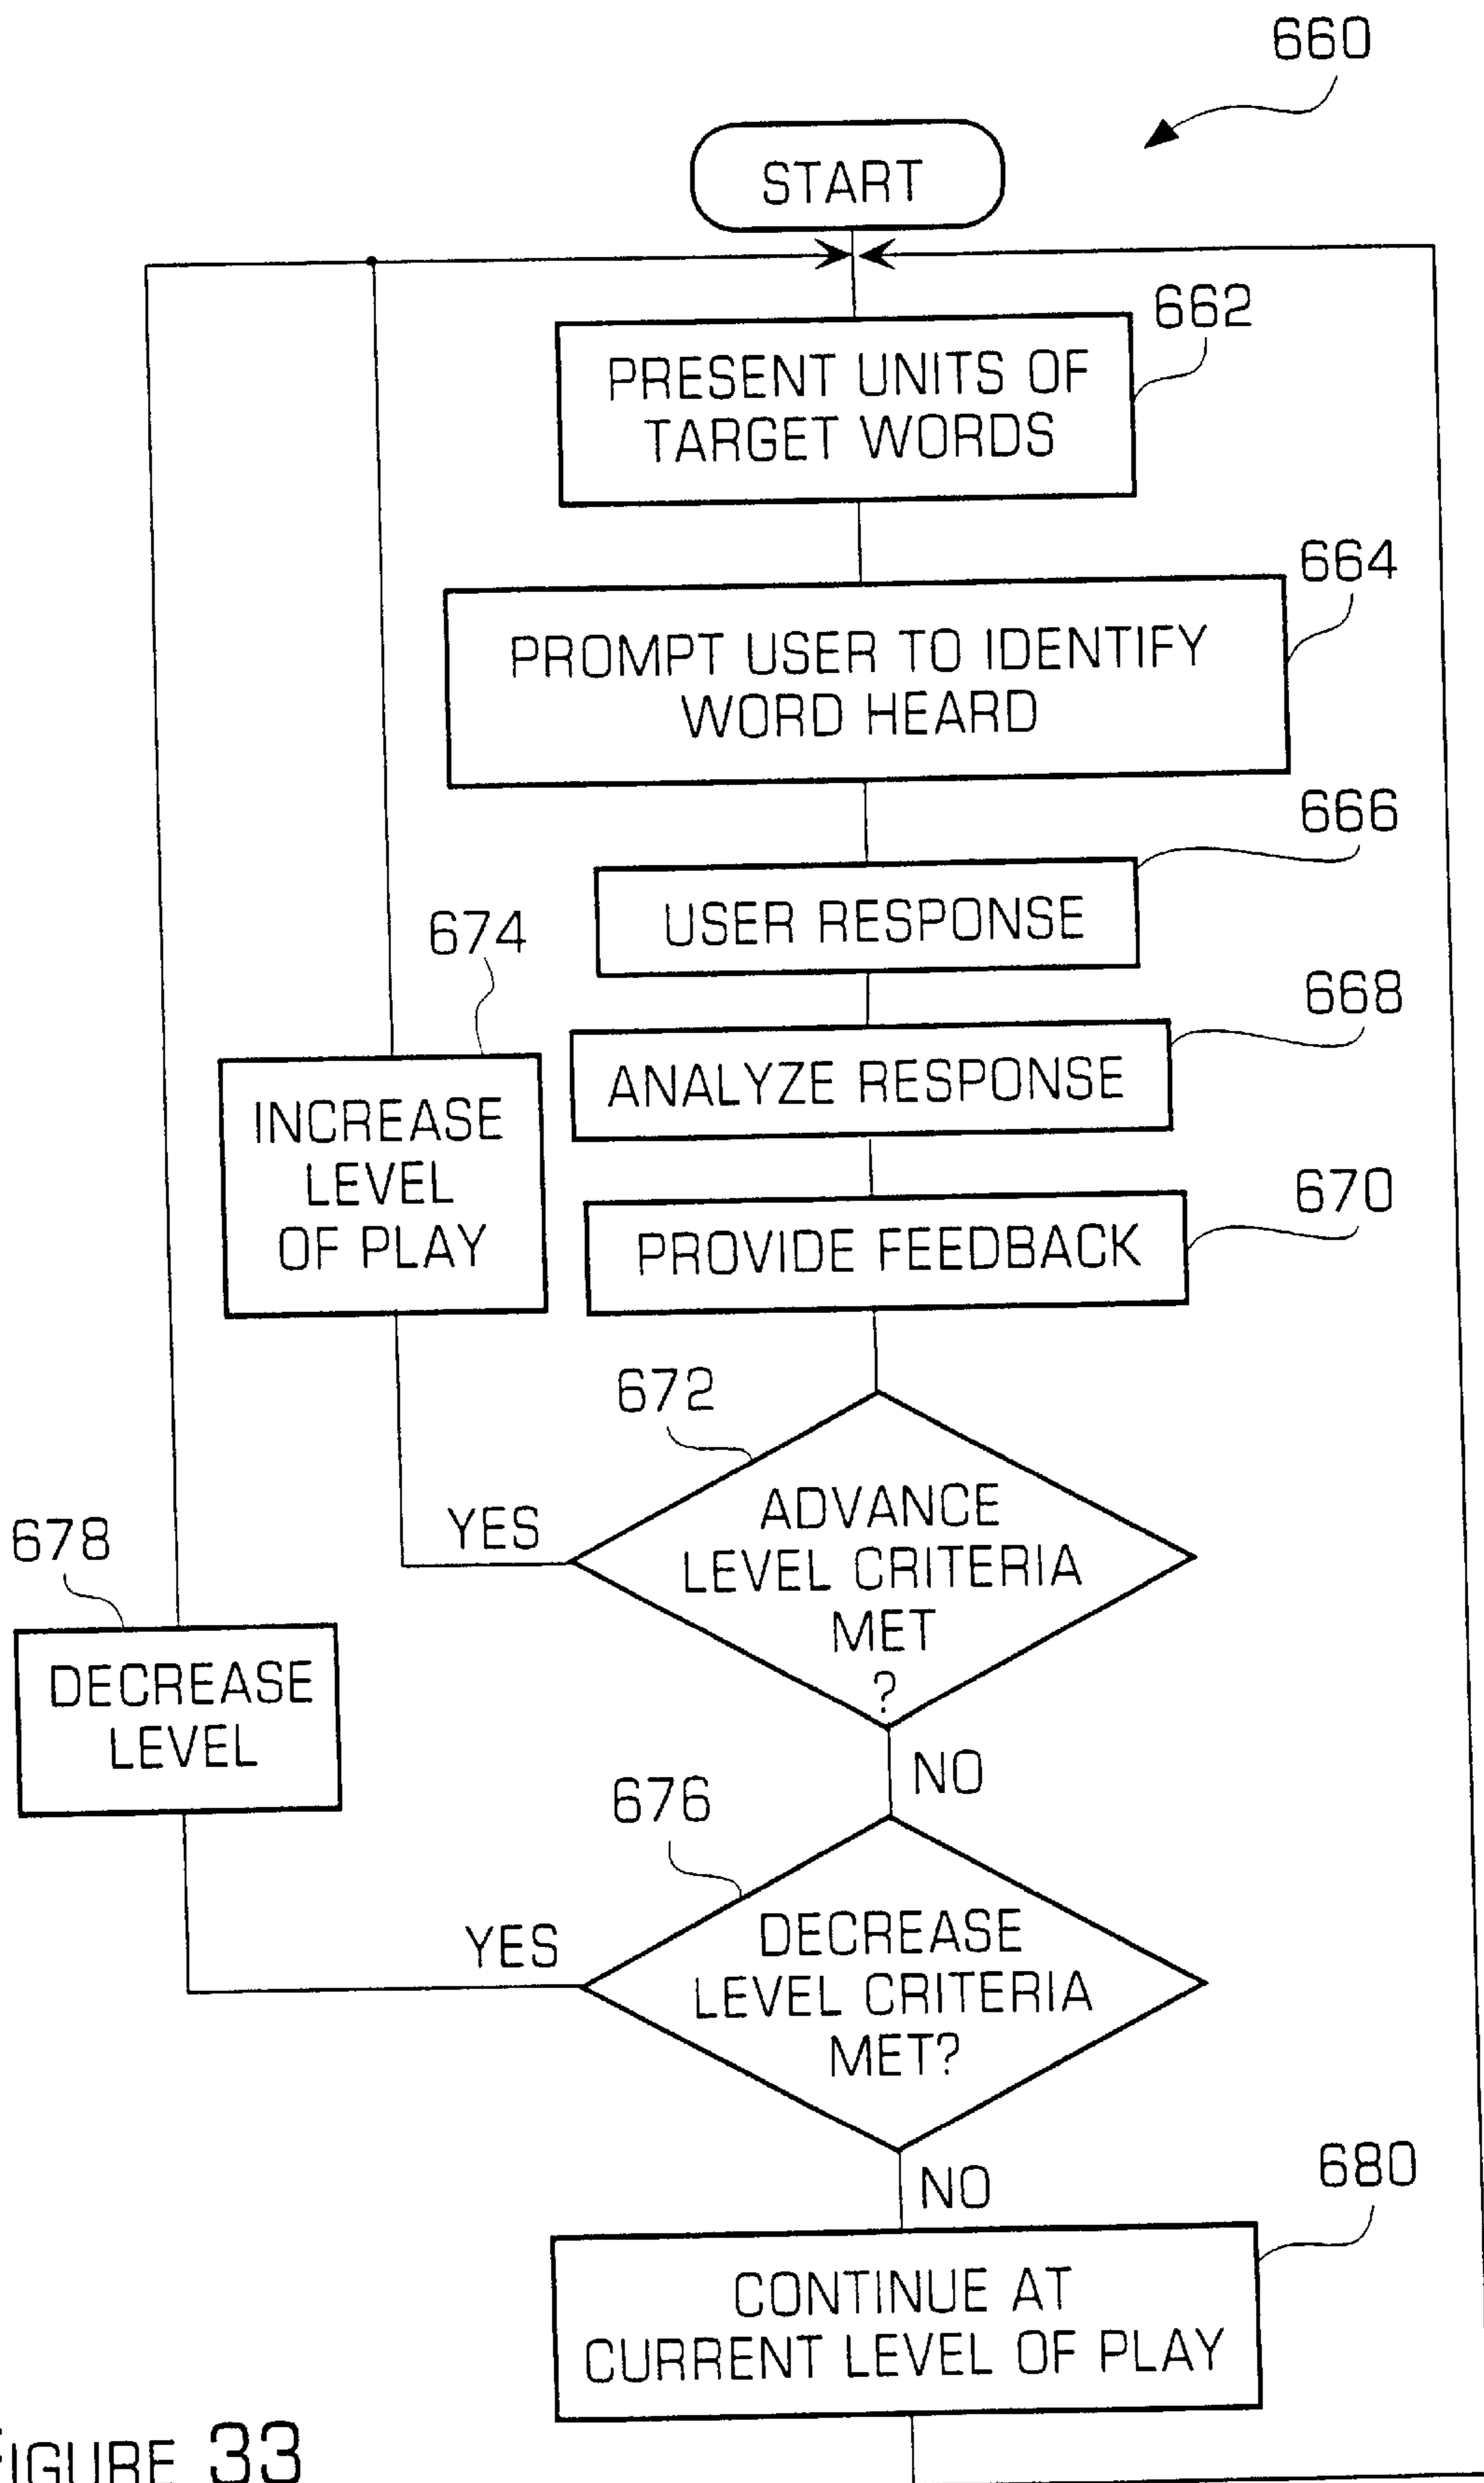 660
START
662
PRESENT UNITS OF
TARGET WORDS
664
PROMPT USER TO IDENTIFY
WORD HEARD
666
USER RESPONSE
674
668
ANALYZE RESPONSE
INCREASE
LEVEL
OF PLAY
670
PROVIDE FEEDBACK
672
ADVANCE
LEVEL CRITERIA
MET
?
YES
678
DECREASE
LEVEL
NO
676
DECREASE
LEVEL CRITERIA
MET?
YES
NO
680
CONTINUE AT
CURRENT LEVEL OF PLAY
FIGURE 33